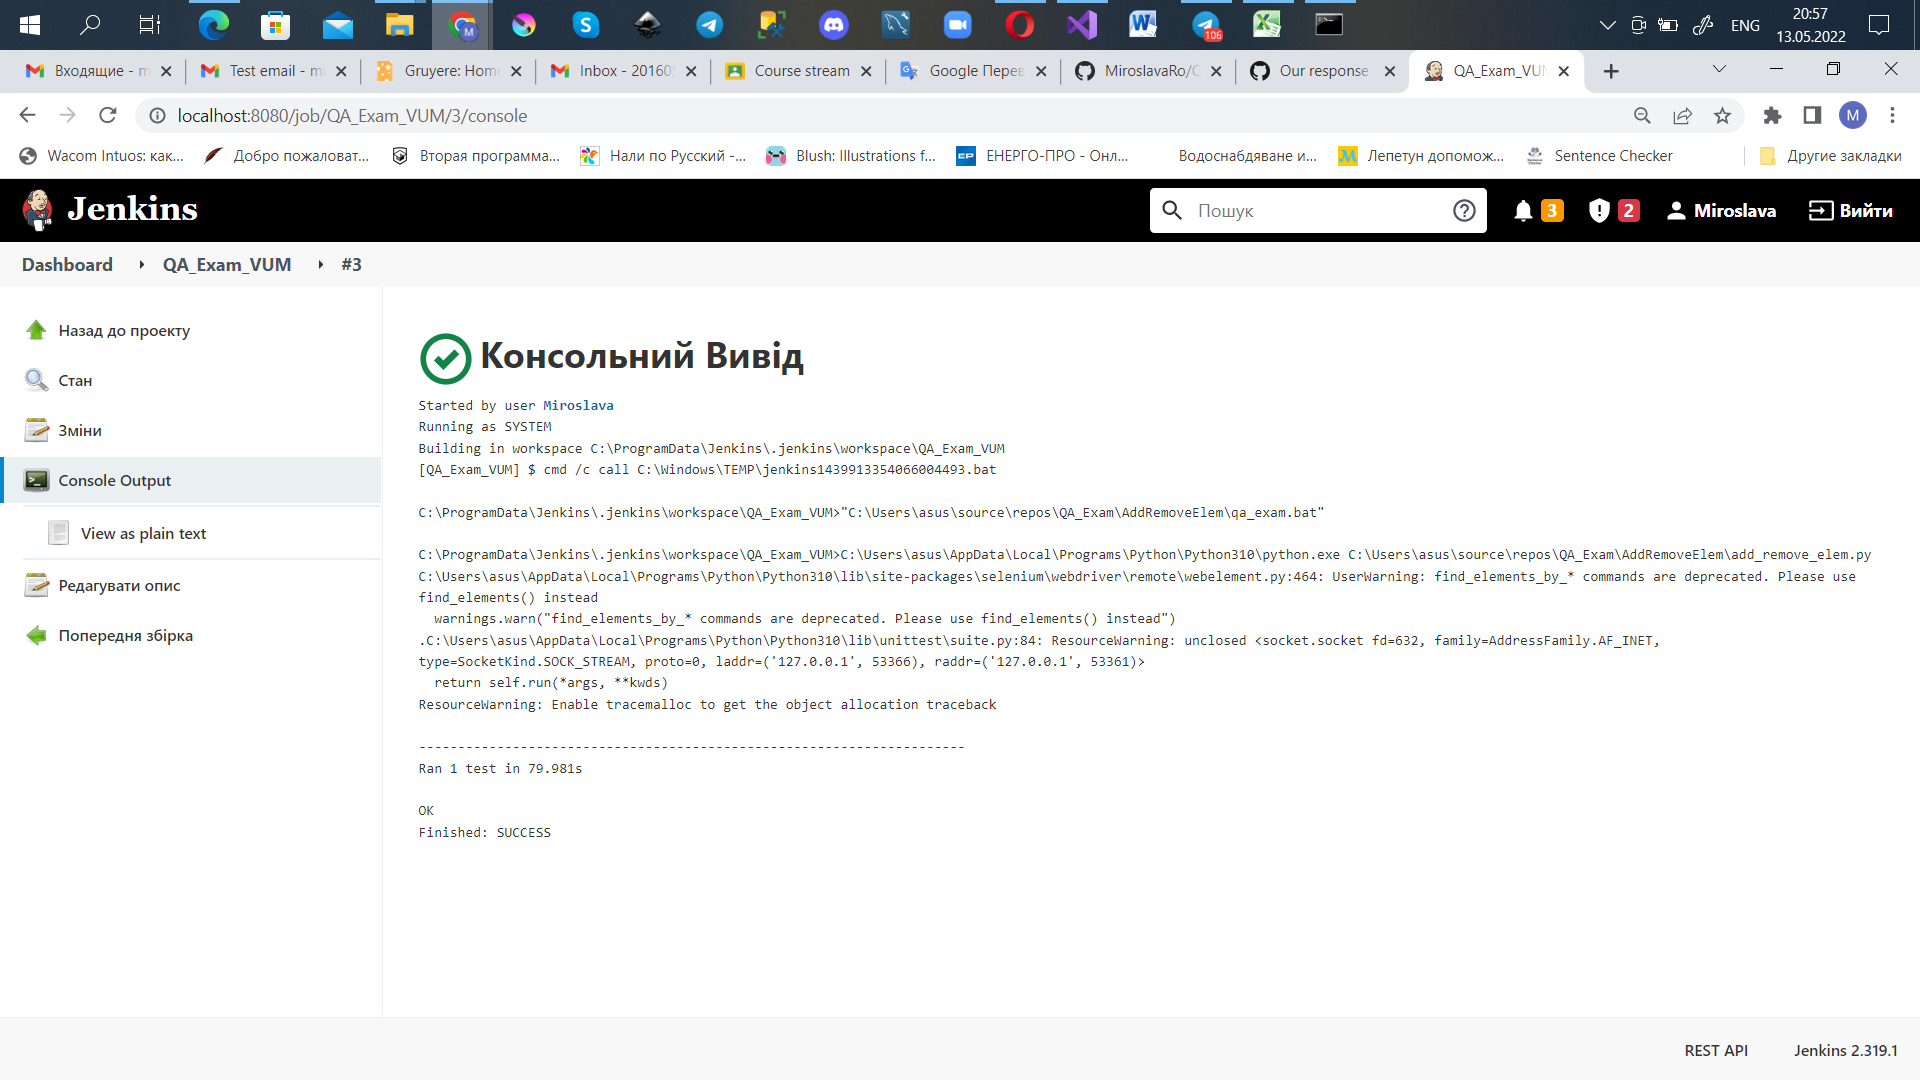 106
ENG
20:57
13.05.2022
Входящие - m
Test email - mi
Gruyere: Home
Inbox - 201605
Course stream
Google Перев
MiroslavaRo/C
Our response
QA_Exam_VUM
localhost:8080/job/QA_Exam_VUM/3/console
M
Wacom Intuos: как...
Добро пожаловат...
Вторая программа...
Нали по Русский -...
Blush: Illustrations f...
ЕНЕРГО-ПРО - Онл...
Водоснабдяване и...
Лепетун допомож...
Sentence Checker
Другие закладки
Jenkins
Пошук
3
2
Miroslava
Вийти
Dashboard
QA_Exam_VUM
#3
Назад до проекту
Стан
Зміни
Console Output
View as plain text
Редагувати опис
Попередня збірка
Консольний Вивід
Started by user Miroslava
Running as SYSTEM
Building in workspace C:\ProgramData\Jenkins\.jenkins\workspace\QA_Exam_VUM
[QA_Exam_VUM] $ cmd /c call C:\Windows\TEMP\jenkins1439913354066004493.bat
C:\ProgramData\Jenkins\.jenkins\workspace\QA_Exam_VUM>"C:\Users\asus\source\repos\QA_Exam\AddRemoveElem\qa_exam.bat"
C:\ProgramData\Jenkins\.jenkins\workspace\QA_Exam_VUM>C:\Users\asus\AppData\Local\Programs\Python\Python310\python.exe C:\Users\asus\source\repos\QA_Exam\AddRemoveElem\add_remove_elem.py
C:\Users\asus\AppData\Local\Programs\Python\Python310\lib\site-packages\selenium\webdriver\remote\webelement.py:464: UserWarning: find_elements_by_* commands are deprecated. Please use
find_elements() instead
warnings.warn("find_elements_by_* commands are deprecated. Please use find_elements() instead")
.C:\Users\asus\AppData\Local\Programs\Python\Python310\lib\unittest\suite.py:84: ResourceWarning: unclosed <socket.socket fd=632, family=AddressFamily.AF_INET,
type=SocketKind.SOCK_STREAM, proto=0, laddr=('127.0.0.1', 53366), raddr=('127.0.0.1', 53361)>
return self.run(*args, **kwds)
ResourceWarning: Enable tracemalloc to get the object allocation traceback
----------------------------------------------------------------------
Ran 1 test in 79.981s
OK
Finished: SUCCESS
REST API
Jenkins 2.319.1